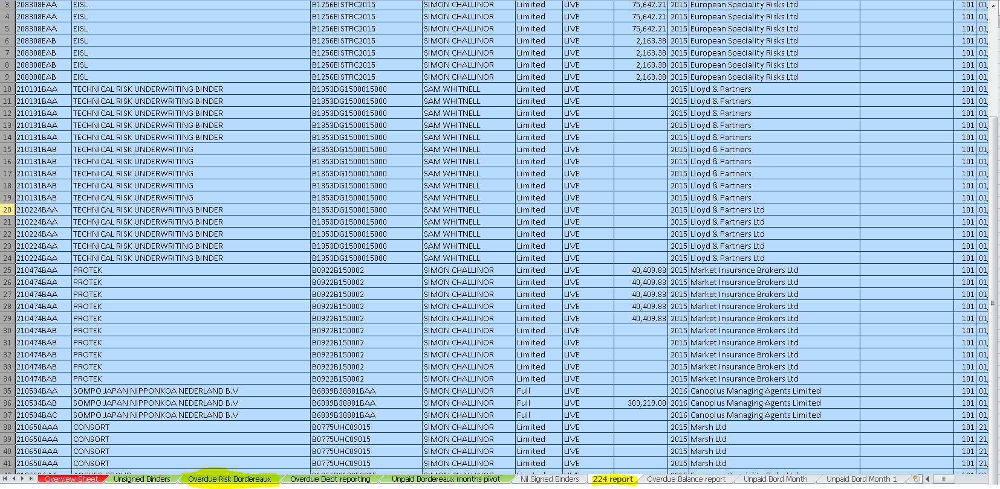 3 208308EAA EISL B1256EISTRC2015 SIMON CHALLINOR Limited LIVE 75,642.21 2015 European Speciality Risks Ltd 101 01,
4 208308EAA EISL B1256EISTRC2015 SIMON CHALLINOR Limited LIVE 75,642.21 2015 European Speciality Risks Ltd 101 01,
5 208308EAA EISL B1256EISTRC2015 SIMON CHALLINOR Limited LIVE 75,642.21 2015 European Speciality Risks Ltd 101 01,
6 208308EAB EISL B1256EISTRC2015 SIMON CHALLINOR Limited LIVE 2,163.38 2015 European Speciality Risks Ltd 101 01,
7 208308EAB EISL B1256EISTRC2015 SIMON CHALLINOR Limited LIVE 2,163.38 2015 European Speciality Risks Ltd 101 01,
8 208308EAB EISL B1256EISTRC2015 SIMON CHALLINOR Limited LIVE 2,163.38 2015 European Speciality Risks Ltd 101 01,
9 208308EAB EISL B1256EISTRC2015 SIMON CHALLINOR Limited LIVE 2,163.38 2015 European Speciality Risks Ltd 101 01,
10 210131BAA TECHNICAL RISK UNDERWRITING BINDER B1353DG1500015000 SAM WHITNELL Limited LIVE 2015 Lloyd & Partners 101 01,
11 210131BAA TECHNICAL RISK UNDERWRITING BINDER B1353DG1500015000 SAM WHITNELL Limited LIVE 2015 Lloyd & Partners 101 01,
12 210131BAA TECHNICAL RISK UNDERWRITING BINDER B1353DG1500015000 SAM WHITNELL Limited LIVE 2015 Lloyd & Partners 101 01,
13 210131BAA TECHNICAL RISK UNDERWRITING BINDER B1353DG1500015000 SAM WHITNELL Limited LIVE 2015 Lloyd & Partners 101 01,
14 210131BAA TECHNICAL RISK UNDERWRITING BINDER B1353DG1500015000 SAM WHITNELL Limited LIVE 2015 Lloyd & Partners 101 01,
15 210131BAB TECHNICAL RISK UNDERWRITING B1353DG1500015000 SAM WHITNELL Limited LIVE 2015 Lloyd & Partners 101 01,
16 210131BAB TECHNICAL RISK UNDERWRITING B1353DG1500015000 SAM WHITNELL Limited LIVE 2015 Lloyd & Partners 101 01,
17 210131BAB TECHNICAL RISK UNDERWRITING B1353DG1500015000 SAM WHITNELL Limited LIVE 2015 Lloyd & Partners 101 01,
18 210131BAB TECHNICAL RISK UNDERWRITING B1353DG1500015000 SAM WHITNELL Limited LIVE 2015 Lloyd & Partners 101 01,
19 210131BAB TECHNICAL RISK UNDERWRITING B1353DG1500015000 SAM WHITNELL Limited LIVE 2015 Lloyd & Partners 101 01,
20 210224BAA TECHNICAL RISK UNDERWRITING BINDER B1353DG1500015000 SAM WHITNELL Limited LIVE 2015 Lloyd & Partners Ltd 101 01,
21 210224BAA TECHNICAL RISK UNDERWRITING BINDER B1353DG1500015000 SAM WHITNELL Limited LIVE 2015 Lloyd & Partners Ltd 101 01,
22 210224BAA TECHNICAL RISK UNDERWRITING BINDER B1353DG1500015000 SAM WHITNELL Limited LIVE 2015 Lloyd & Partners Ltd 101 01,
23 210224BAA TECHNICAL RISK UNDERWRITING BINDER B1353DG1500015000 SAM WHITNELL Limited LIVE 2015 Lloyd & Partners Ltd 101 01,
24 210224BAA TECHNICAL RISK UNDERWRITING BINDER B1353DG1500015000 SAM WHITNELL Limited LIVE 2015 Lloyd & Partners Ltd 101 01,
25 210474BAA PROTEK B0922B150002 SIMON CHALLINOR Limited LIVE 40,409.83 2015 Market Insurance Brokers Ltd 101 01,
26 210474BAA PROTEK B0922B150002 SIMON CHALLINOR Limited LIVE 40,409.83 2015 Market Insurance Brokers Ltd 101 01,
27 210474BAA PROTEK B0922B150002 SIMON CHALLINOR Limited LIVE 40,409.83 2015 Market Insurance Brokers Ltd 101 01,
28 210474BAA PROTEK B0922B150002 SIMON CHALLINOR Limited LIVE 40,409.83 2015 Market Insurance Brokers Ltd 101 01,
29 210474BAA PROTEK B0922B150002 SIMON CHALLINOR Limited LIVE 40,409.83 2015 Market Insurance Brokers Ltd 101 01,
30 210474BAB PROTEK B0922B150002 SIMON CHALLINOR Limited LIVE 2015 Market Insurance Brokers Ltd 101 01,
31 210474BAB PROTEK B0922B150002 SIMON CHALLINOR Limited LIVE 2015 Market Insurance Brokers Ltd 101 01,
32 210474BAB PROTEK B0922B150002 SIMON CHALLINOR Limited LIVE 2015 Market Insurance Brokers Ltd 101 01,
33 210474BAB PROTEK B0922B150002 SIMON CHALLINOR Limited LIVE 2015 Market Insurance Brokers Ltd 101 01,
34 210474BAB PROTEK B0922B150002 SIMON CHALLINOR Limited LIVE 2015 Market Insurance Brokers Ltd 101 01,
35 210534BAA SOMPO JAPAN NIPPONKOA NEDERLAND B.V B6839B38881BAA SIMON CHALLINOR Full LIVE 2016 Canopius Managing Agents Limited 101 01,
36 210534BAB SOMPO JAPAN NIPPONKOA NEDERLAND B.V B6839B38881BAA SIMON CHALLINOR Full LIVE 383,219.08 2016 Canopius Managing Agents Limited 101 01,
37 210534BAC SOMPO JAPAN NIPPONKOA NEDERLAND B.V B6839B38881BAA SIMON CHALLINOR Full LIVE 2016 Canopius Managing Agents Limited 101 01,
38 210650AAA CONSORT B0775UHC09015 SIMON CHALLINOR Limited LIVE 2015 Marsh Ltd 101 21,
39 210650AAA CONSORT B0775UHC09015 SIMON CHALLINOR Limited LIVE 2015 Marsh Ltd 101 21,
40 210650AAA CONSORT B0775UHC09015 SIMON CHALLINOR Limited LIVE 2015 Marsh Ltd 101 21,
41 210650AAA CONSORT B0775UHC09015 SIMON CHALLINOR Limited LIVE 2015 Marsh Ltd 101 21,
Overview Sheet Unsigned Binders Overdue Risk Bordereaux Overdue Debt reporting Unpaid Bordereaux months pivot Nil Signed Binders 224 report Overdue Balance report Unpaid Bord Month Unpaid Bord Month 1